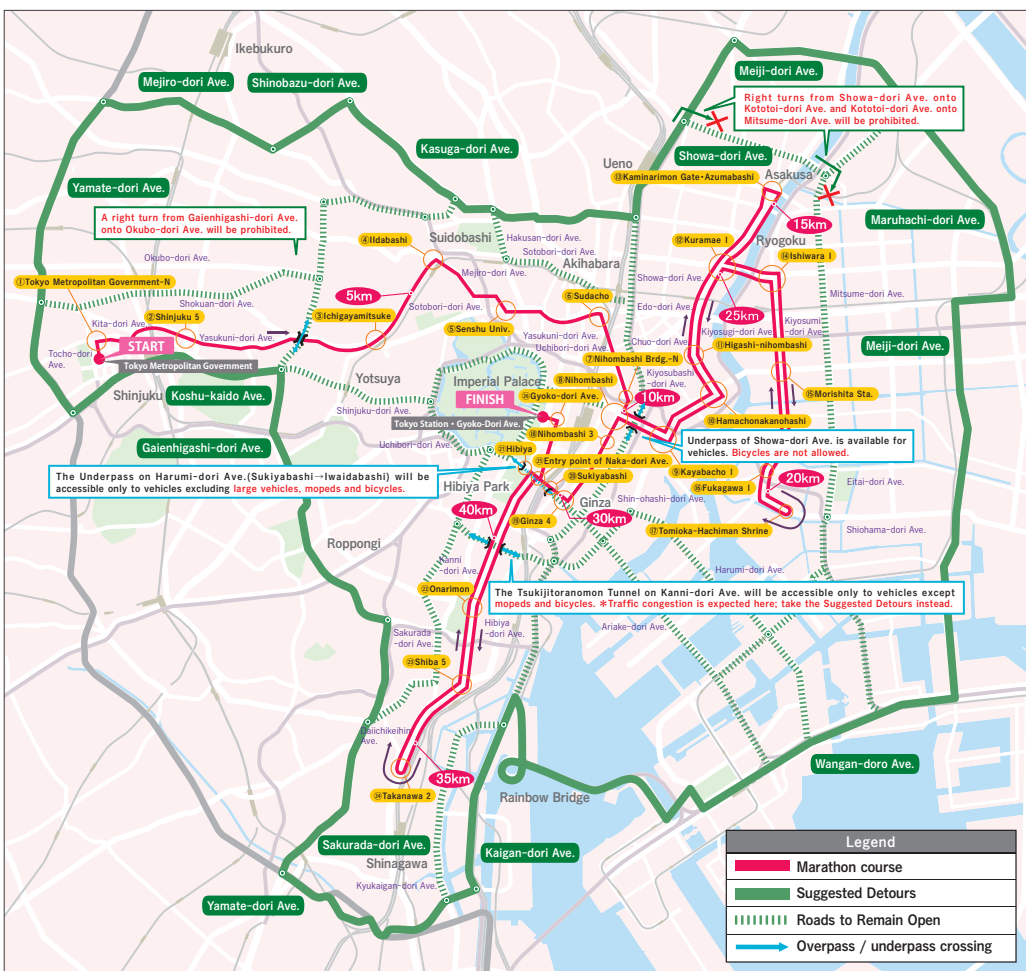 Ikebukuro
Mejiro-dori Ave.
Shinobazu-dori Ave.
Meiji-dori Ave.
Right turns from Showa-dori Ave. onto
Kototoi-dori Ave. and Kototoi-dori Ave. onto
Mitsume-dori Ave. will be prohibited.
Kasuga-dori Ave.
Ueno
Showa-dori Ave.
⑬Kaminarimon Gate・Azumabashi
Asakusa
Yamate-dori Ave.
A right turn from Gaienhigashi-dori Ave.
onto Okubo-dori Ave. will be prohibited.
15km
Maruhachi-dori Ave.
④Iidabashi
Suidobashi
Hakusan-dori Ave.
Sotobori-dori Ave.
⑫Kuramae 1
Ryogoku
⑭Ishiwara 1
Okubo-dori Ave.
Akihabara
Mejiro-dori Ave.
Showa-dori Ave.
①Tokyo Metropolitan Government-N
5km
Mitsume-dori Ave.
Shokuan-dori Ave.
Sotobori-dori Ave.
⑥Sudacho
Edo-dori Ave.
25km
Kiyosumi
-dori Ave.
②Shinjuku 5
③Ichigayamitsuke
Kita-dori Ave.
⑤Senshu Univ.
Yasukuni-dori Ave.
Kiyosugi-dori Ave.
Yasukuni-dori Ave.
Uchibori-dori Ave.
Chuo-dori Ave.
⑪Higashi-nihombashi
START
Meiji-dori Ave.
Tocho-dori
Ave.
Tokyo Metropolitan Government
⑦Nihombashi Brdg.-N
Kiyosubashi
-dori Ave.
Yotsuya
Imperial Palace
⑧Nihombashi
Shinjuku
Koshu-kaido Ave.
FINISH
㉖Gyoko-dori Ave.
10km
⑮Morishita Sta.
Shinjuku-dori Ave.
Tokyo Station・Gyoko-Dori Ave.
⑩Hamachonakanohashi
⑱Nihombashi 3
Gaienhigashi-dori Ave.
Uchibori-dori Ave.
㉑Hibiya
Underpass of Showa-dori Ave. is available for
vehicles. Bicycles are not allowed.
㉕Entry point of Naka-dori Ave.
⑨Kayabacho 1
The Underpass on Harumi-dori Ave.(Sukiyabashi→Iwaidabashi) will be
accessible only to vehicles excluding large vehicles, mopeds and bicycles.
⑳Sukiyabashi
20km
Eitai-dori Ave.
Hibiya Park
⑯Fukagawa 1
Ginza
Shin-ohashi-dori Ave.
40km
⑲Ginza 4
30km
⑰Tomioka-Hachiman Shrine
Shiohama-dori Ave.
Roppongi
Kanni
-dori Ave.
Harumi-dori Ave.
㉒Onarimon
The Tsukijitoranomon Tunnel on Kanni-dori Ave. will be accessible only to vehicles except
mopeds and bicycles. ＊Traffic congestion is expected here; take the Suggested Detours instead.
Hibiya
-dori Ave.
Ariake-dori Ave.
Sakurada
-dori Ave.
㉓Shiba 5
Daiichikeihin
Ave.
Wangan-doro Ave.
35km
㉔Takanawa 2
Rainbow Bridge
Sakurada-dori Ave.
Shinagawa
Kaigan-dori Ave.
Kyukaigan-dori Ave.
Yamate-dori Ave.
Legend
Marathon course
Suggested Detours
Roads to Remain Open
Overpass / underpass crossing